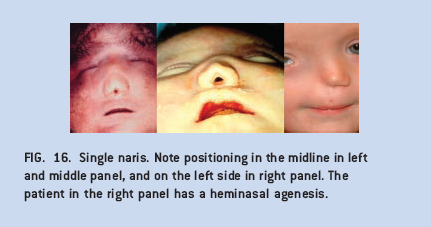 FIG. 16. Single naris. Note positioning in the midline in left
and middle panel, and on the left side in right panel. The
patient in the right panel has a heminasal agenesis.